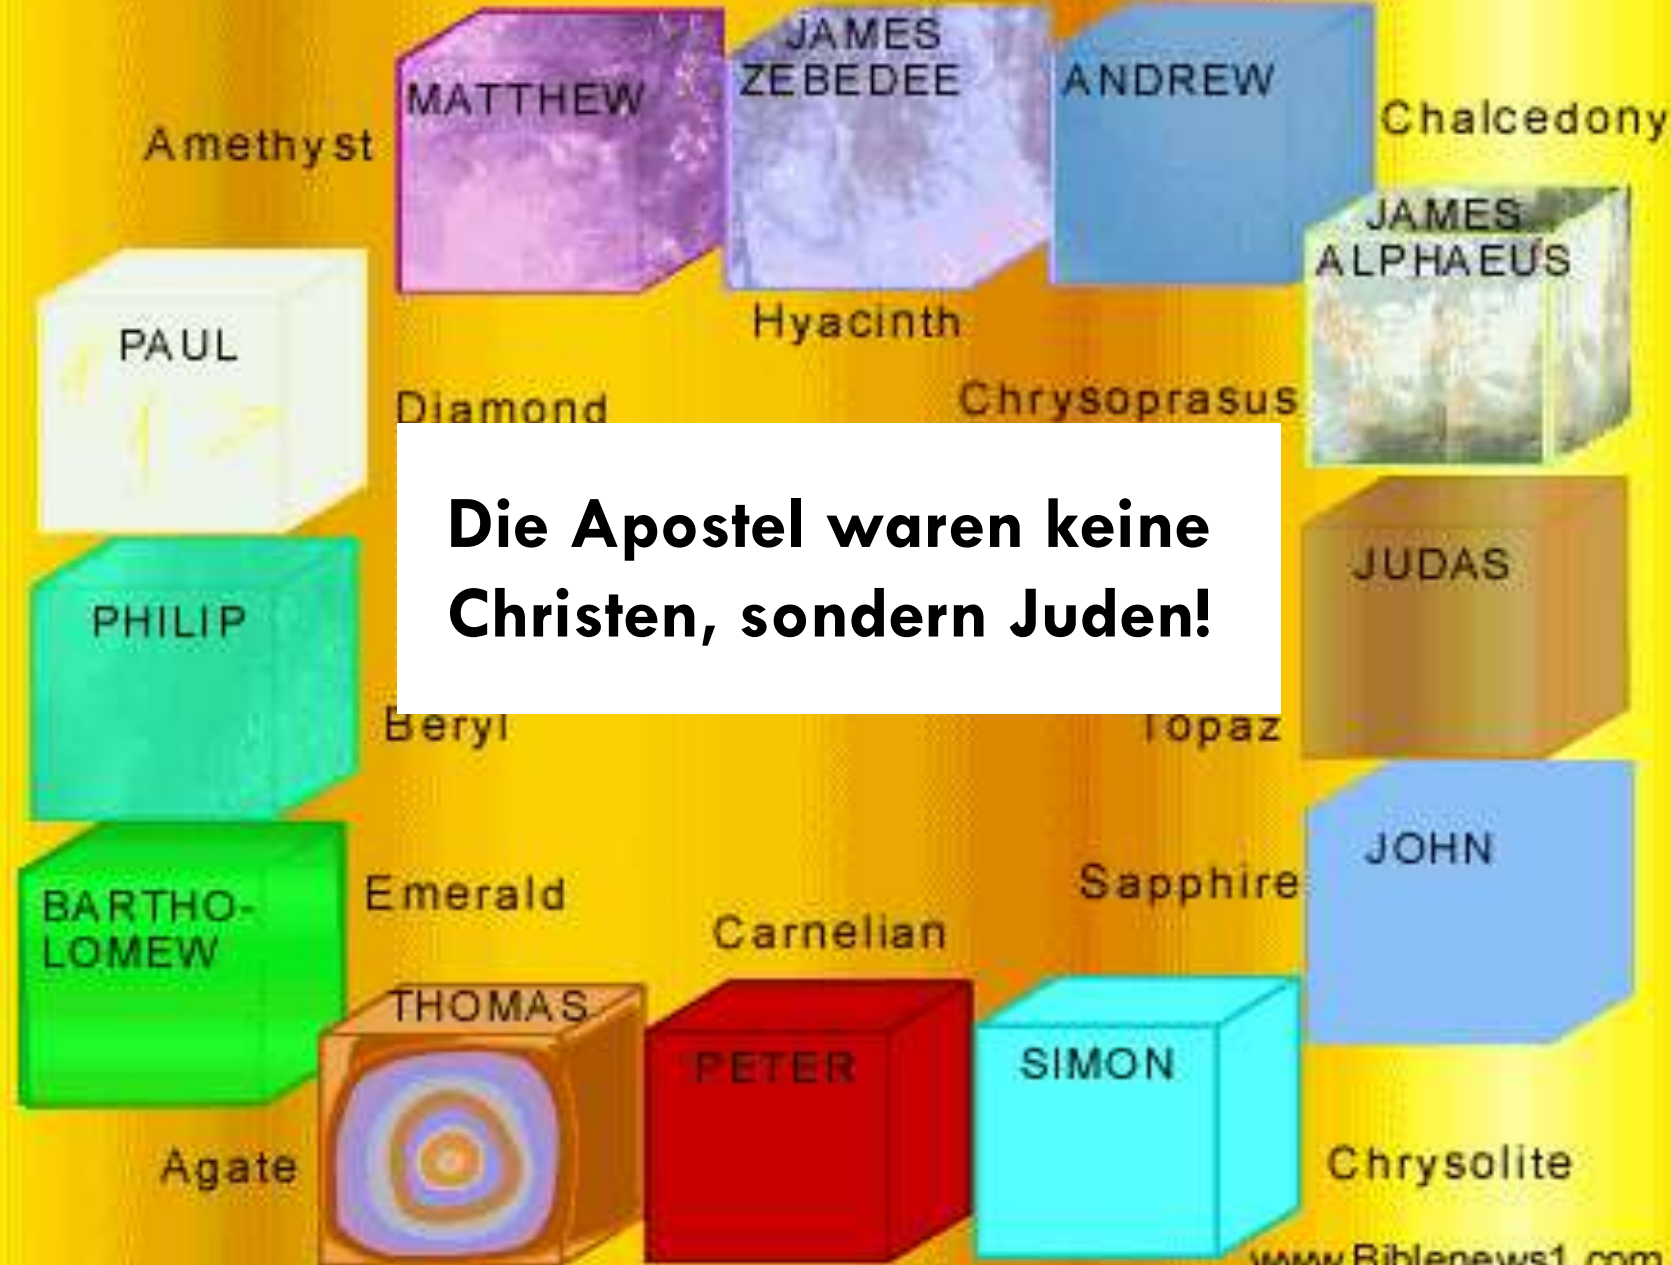 JAMES
ZEBEDEE
MATTHEW
ANDREW
Chalcedony
Amethyst
JAMES
ALPHAEUS
PAUL
Hyacinth
Diamond
Chrysoprasus
Die Apostel waren keine
Christen, sondern Juden!
JUDAS
PHILIP
Beryl
Topaz
JOHN
BARTHO-
LOMEW
Emerald
Sapphire
Carnelian
THOMAS
PETER
SIMON
Agate
Chrysolite
www.Biblenews1.com